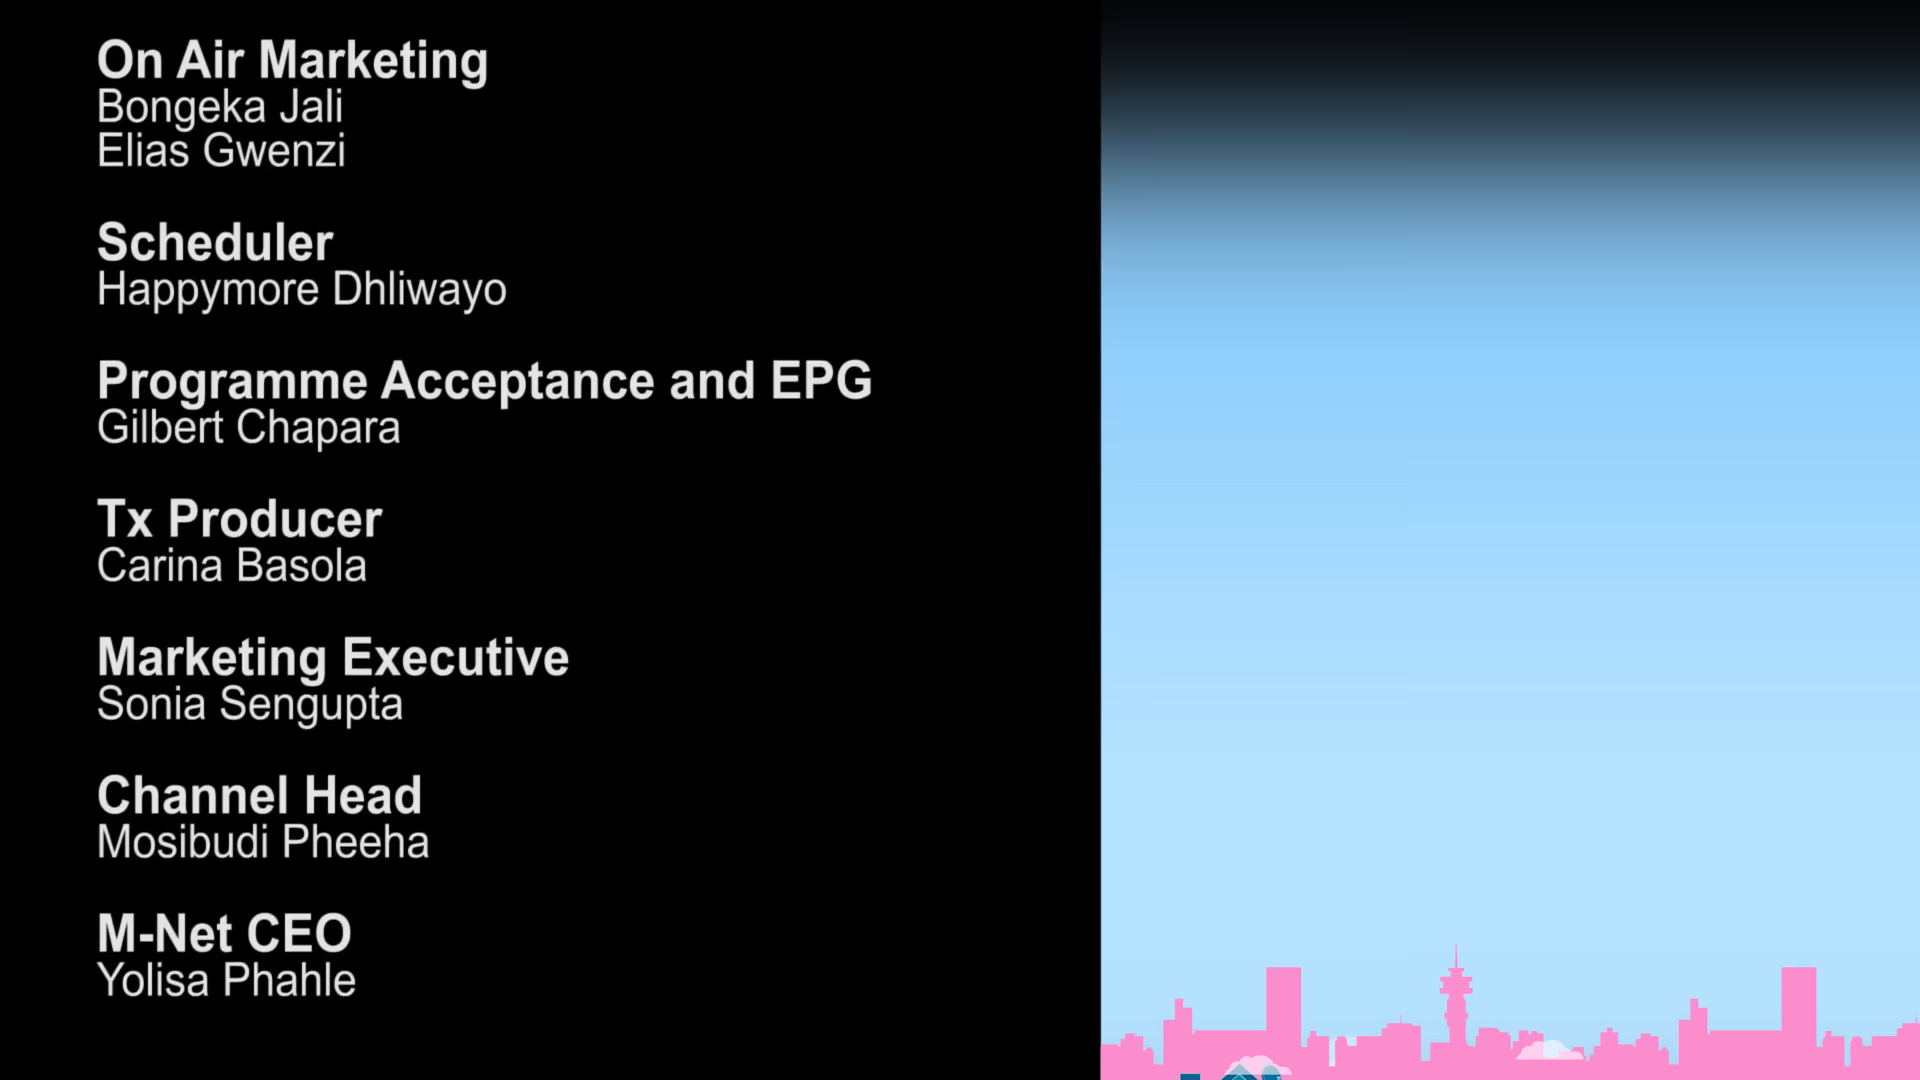 On Air Marketing
Bongeka Jali
Elias Gwenzi
Scheduler
Happymore Dhliwayo
Programme Acceptance and EPG
Gilbert Chapara
Tx Producer
Carina Basola
Marketing Executive
Sonia Sengupta
Channel Head
Mosibudi Pheeha
M-Net CEO
Yolisa Phahle